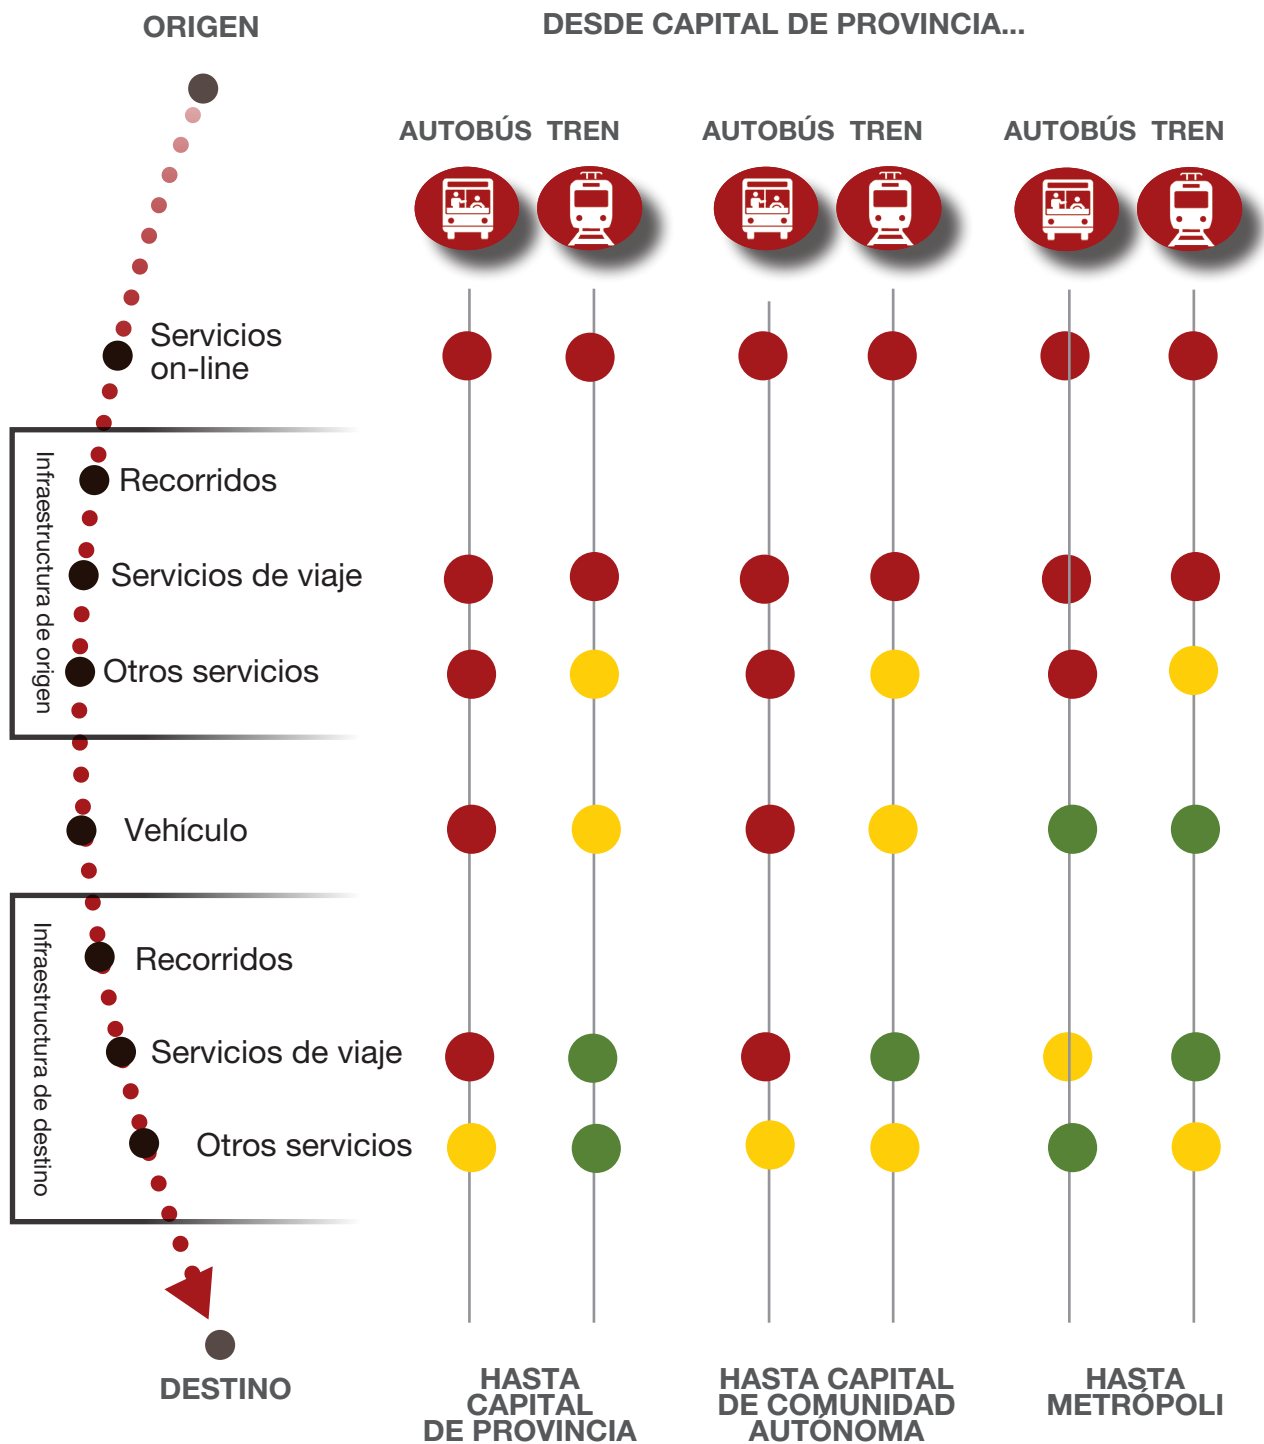 ORIGEN
DESDE CAPITAL DE PROVINCIA...
AUTOBÚS TREN
AUTOBÚS TREN
AUTOBÚS TREN
Servicios
on-line
Infraestructura de origen
Recorridos
Servicios de viaje
Otros servicios
Vehículo
Infraestructura de destino
Recorridos
Servicios de viaje
Otros servicios
DESTINO
HASTA
CAPITAL
DE PROVINCIA
HASTA CAPITAL
DE COMUNIDAD
AUTÓNOMA
HASTA
METRÓPOLI